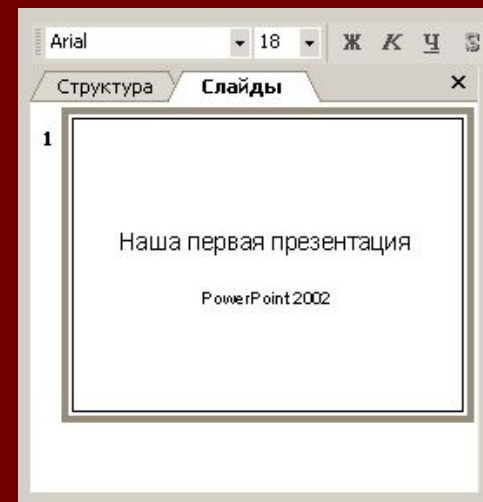 Arial 18 Ж К Ч S
Структура Слайды
1
Наша первая презентация
PowerPoint 2002